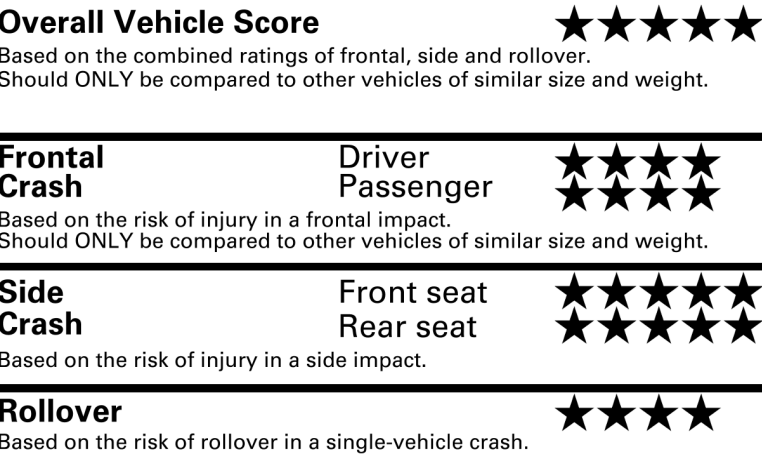 Overall Vehicle Score ★★★★★
Based on the combined ratings of frontal, side and rollover.
Should ONLY be compared to other vehicles of similar size and weight.
Frontal Driver ★★★★
Crash Passenger ★★★★
Based on the risk of injury in a frontal impact.
Should ONLY be compared to other vehicles of similar size and weight.
Side Front seat ★★★★★
Crash Rear seat ★★★★★
Based on the risk of injury in a side impact.
Rollover ★★★★
Based on the risk of rollover in a single-vehicle crash.